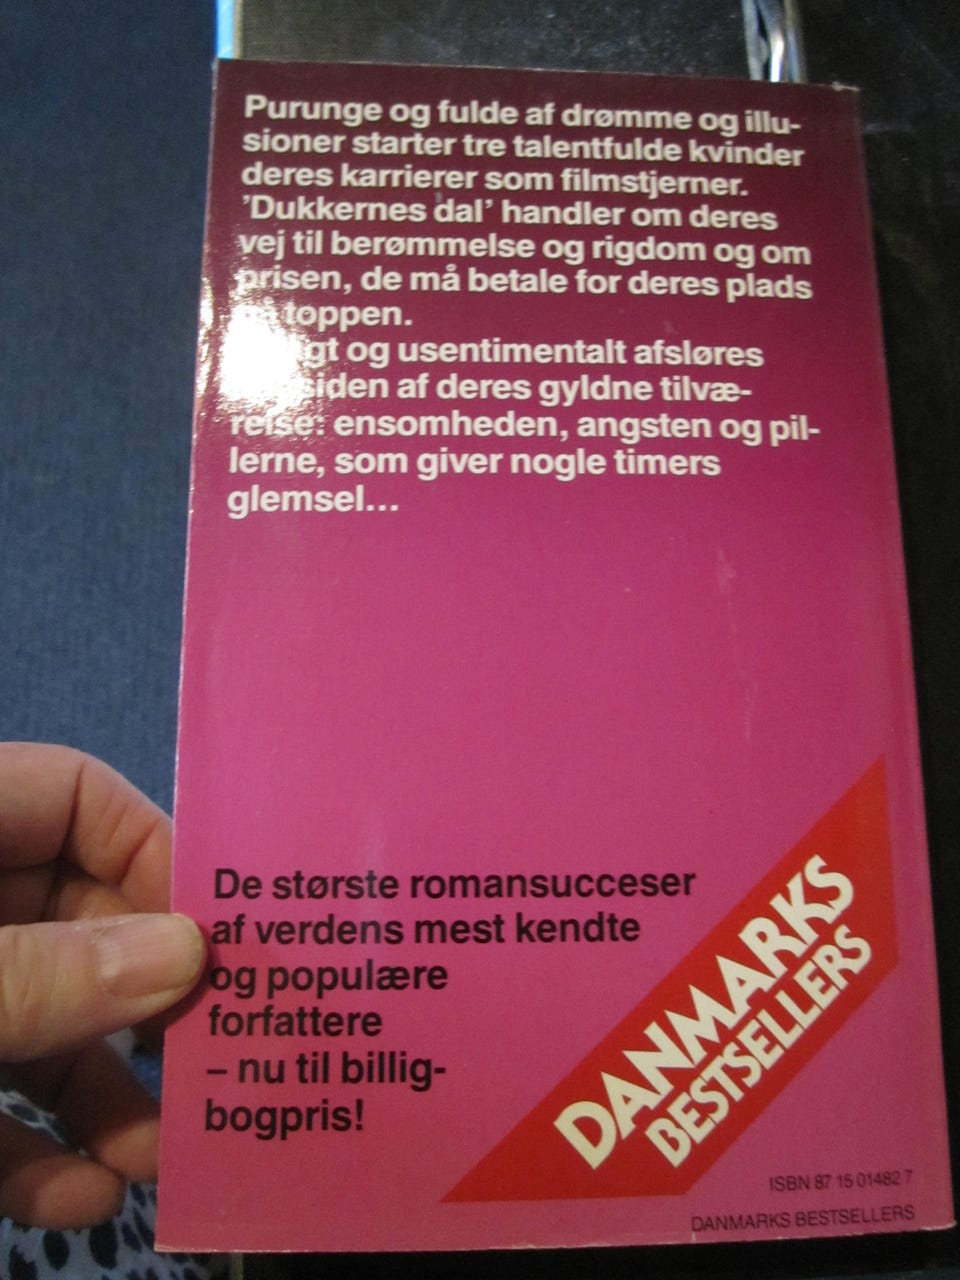 Purunge og fulde af drømme og illu-
sioner starter tre talentfulde kvinder
deres karrierer som filmstjerner.
’Dukkernes dal’ handler om deres
vej til berømmelse og rigdom og om
prisen, de må betale for deres plads
på toppen.
og usentimentalt afsløres
af deres gyldne tilvæ-
relse: ensomheden, angsten og pil-
lerne, som giver nogle timers
glemsel...
De største romansucceser
af verdens mest kendte
og populære
forfattere
– nu til billig-
bogpris!
DANMARKS
BESTSELLERS
ISBN 87 15 01482 7
DANMARKS BESTSELLERS